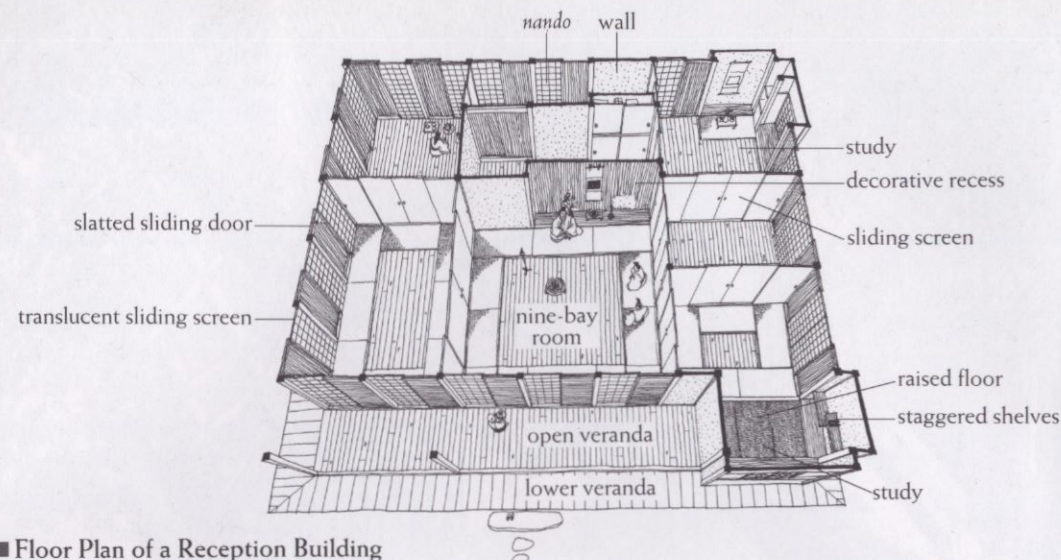 nando
wall
study
decorative recess
slatted sliding door
sliding screen
translucent sliding screen
nine-bay
room
raised floor
staggered shelves
open veranda
lower veranda
study
■ Floor Plan of a Reception Building